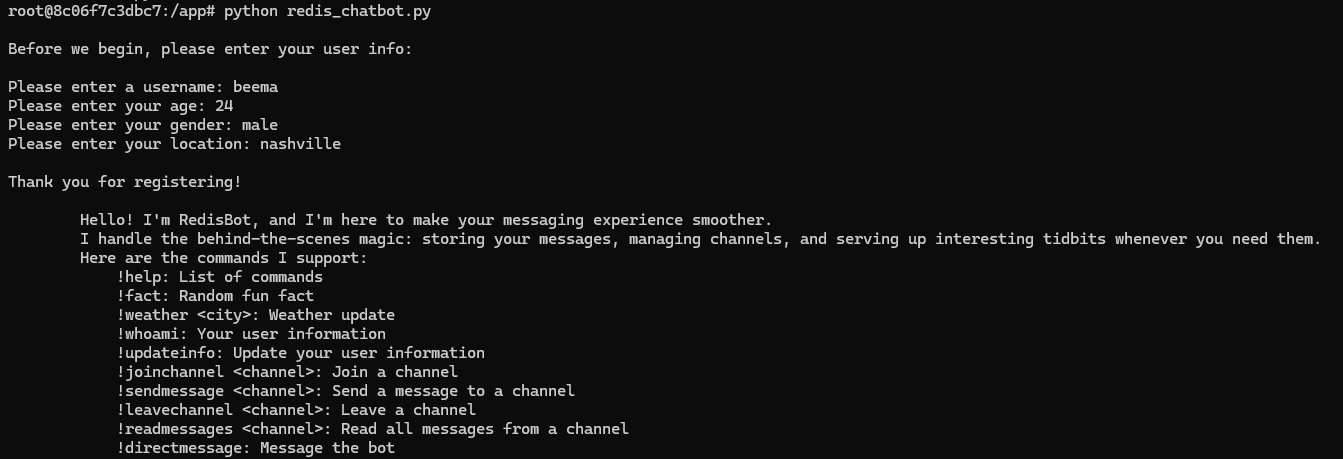 root@8c06f7c3dbc7:/app# python redis_chatbot.py
Before we begin, please enter your user info:
Please enter a username: beema
Please enter your age: 24
Please enter your gender: male
Please enter your location: nashville
Thank you for registering!
Hello! I'm RedisBot, and I'm here to make your messaging experience smoother.
I handle the behind-the-scenes magic: storing your messages, managing channels, and serving up interesting tidbits whenever you need them.
Here are the commands I support:
!help: List of commands
!fact: Random fun fact
!weather <city>: Weather update
!whoami: Your user information
!updateinfo: Update your user information
!joinchannel <channel>: Join a channel
!sendmessage <channel>: Send a message to a channel
!leavechannel <channel>: Leave a channel
!readmessages <channel>: Read all messages from a channel
!directmessage: Message the bot